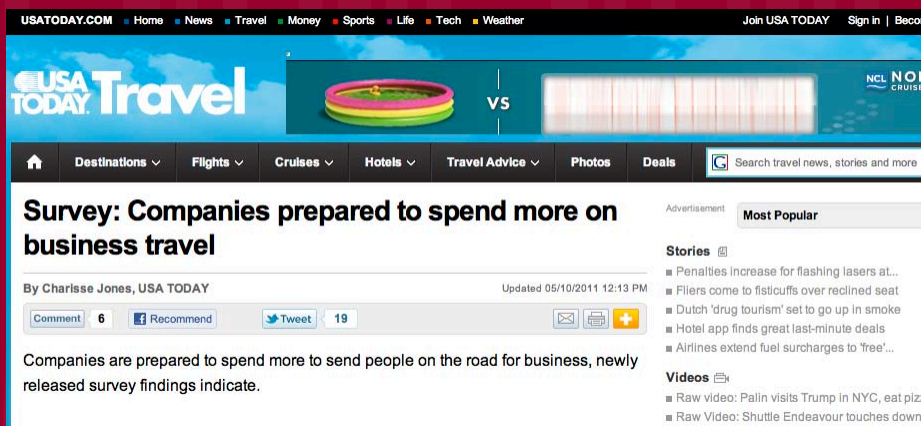 USATODAY.COM Home News Travel Money Sports Life Tech Weather Join USA TODAY Sign in | Beco
USA
TODAY. Travel
VS
NCL NO
CRUISE
Destinations Flights Cruises Hotels Travel Advice Photos Deals G Search travel news, stories and more
Survey: Companies prepared to spend more on
business travel
By Charisse Jones, USA TODAY Updated 05/10/2011 12:13 PM
Comment 6 Recommend Tweet 19
Companies are prepared to spend more to send people on the road for business, newly
released survey findings indicate.
Advertisement
Most Popular
Stories
Penalties increase for flashing lasers at...
Fliers come to fisticuffs over reclined seat
Dutch 'drug tourism' set to go up in smoke
Hotel app finds great last-minute deals
Airlines extend fuel surcharges to 'free'...
Videos
Raw video: Palin visits Trump in NYC, eat piz
Raw Video: Shuttle Endeavour touches down